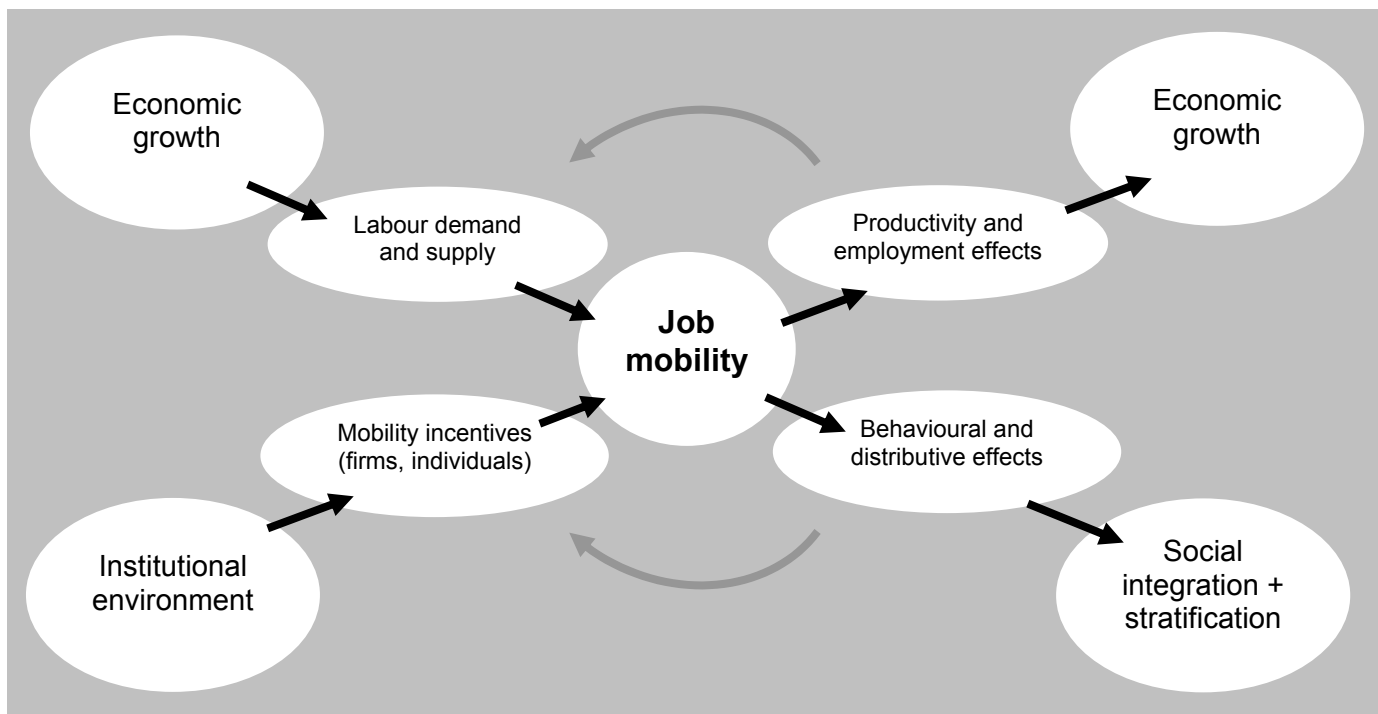 Economic
growth
Labour demand
and supply
Mobility incentives
(firms, individuals)
Institutional
environment
Job
mobility
Productivity and
employment effects
Economic
growth
Behavioural and
distributive effects
Social
integration +
stratification